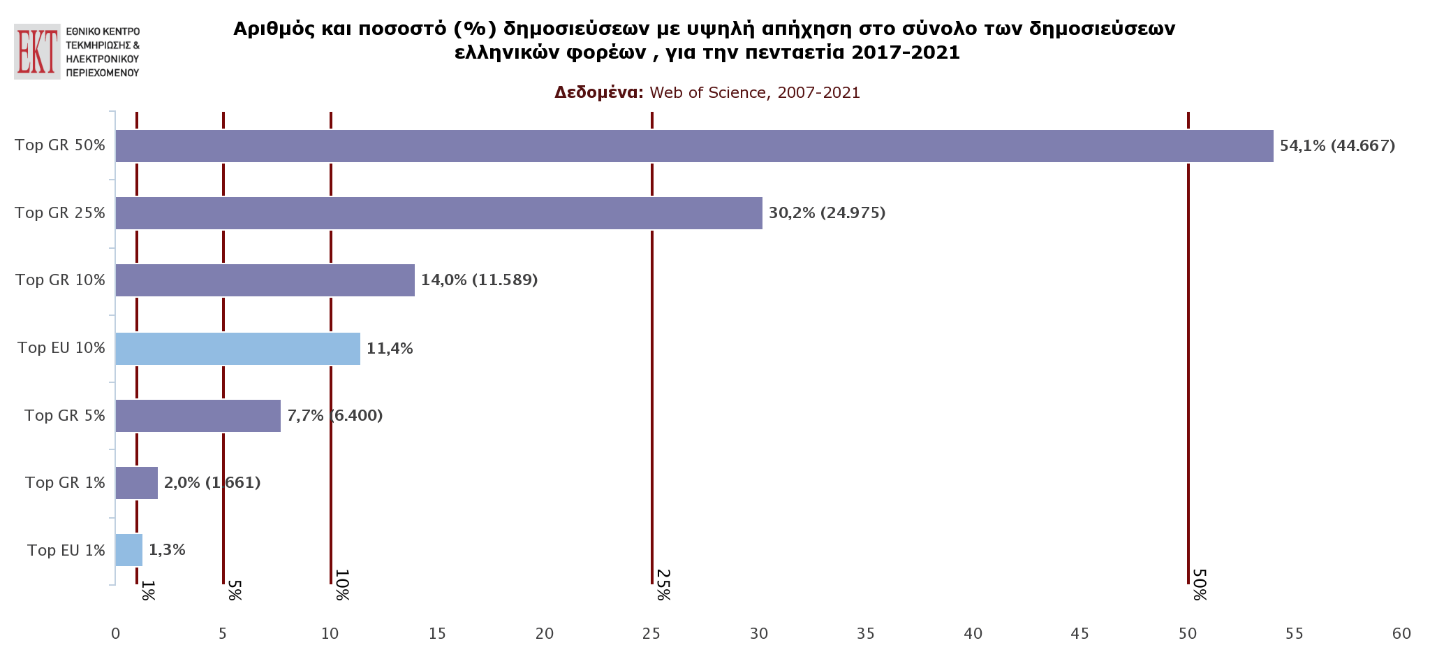 ΕΚΤ
ΕΘΝΙΚΟ ΚΕΝΤΡΟ
ΤΕΚΜΗΡΙΩΣΗΣ &
ΗΛΕΚΤΡΟΝΙΚΟΥ
ΠΕΡΙΕΧΟΜΕΝΟΥ
Αριθμός και ποσοστό (%) δημοσιεύσεων με υψηλή απήχηση στο σύνολο των δημοσιεύσεων
ελληνικών φορέων , για την πενταετία 2017-2021
Δεδομένα: Web of Science, 2007-2021
Top GR 50% 54,1% (44.667)
Top GR 25% 30,2% (24.975)
Top GR 10% 14,0% (11.589)
Top EU 10% 11,4%
Top GR 5% 7,7% (6.400)
Top GR 1% 2,0% (1.661)
Top EU 1% 1,3%
1% 5% 10% 25% 50%
0 5 10 15 20 25 30 35 40 45 50 55 60